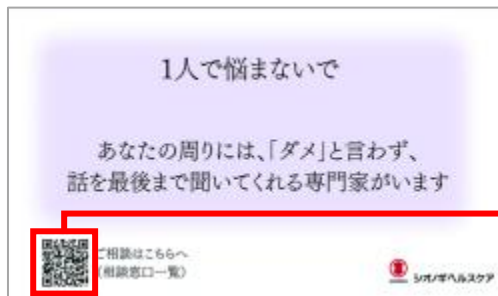 1人で悩まないで
あなたの周りには、「ダメ」と言わず、
話を最後まで聞いてくれる専門家がいます
ご相談はこちらへ
(相談窓口一覧)
シオノギヘルスケア